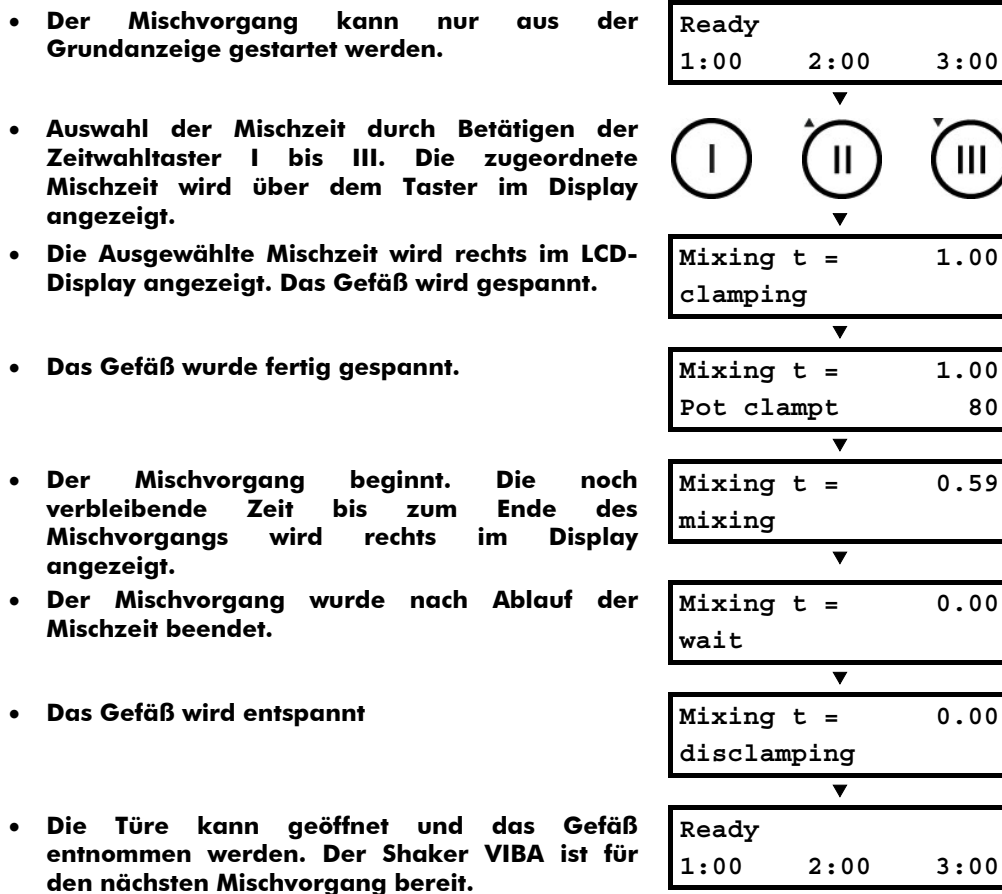 • Der Mischvorgang kann nur aus der
Grundanzeige gestartet werden.
Ready
1:00 2:00 3:00
• Auswahl der Mischzeit durch Betätigen der
Zeitwahltaster I bis III. Die zugeordnete
Mischzeit wird über dem Taster im Display
angezeigt.
I II III
• Die Ausgewählte Mischzeit wird rechts im LCD-
Display angezeigt. Das Gefäß wird gespannt.
Mixing t = 1.00
clamping
• Das Gefäß wurde fertig gespannt.
Mixing t = 1.00
Pot clampt 80
• Der Mischvorgang beginnt. Die noch
verbleibende Zeit bis zum Ende des
Mischvorgangs wird rechts im Display
angezeigt.
Mixing t = 0.59
mixing
• Der Mischvorgang wurde nach Ablauf der
Mischzeit beendet.
Mixing t = 0.00
wait
• Das Gefäß wird entspannt
Mixing t = 0.00
disclamping
• Die Türe kann geöffnet und das Gefäß
entnommen werden. Der Shaker VIBA ist für
den nächsten Mischvorgang bereit.
Ready
1:00 2:00 3:00